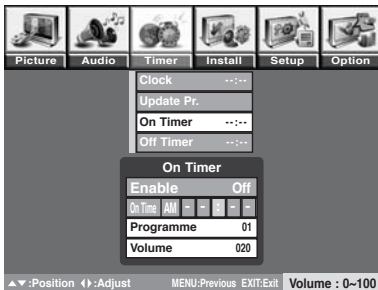 Picture Audio Timer Install Setup Option
Clock --:--
Update Pr.
On Timer --:--
Off Timer --:--
On Timer
Enable Off
On Time AM - - : - -
Programme 01
Volume 020
▲▼:Position ◀▶:Adjust MENU:Previous EXIT:Exit Volume : 0~100